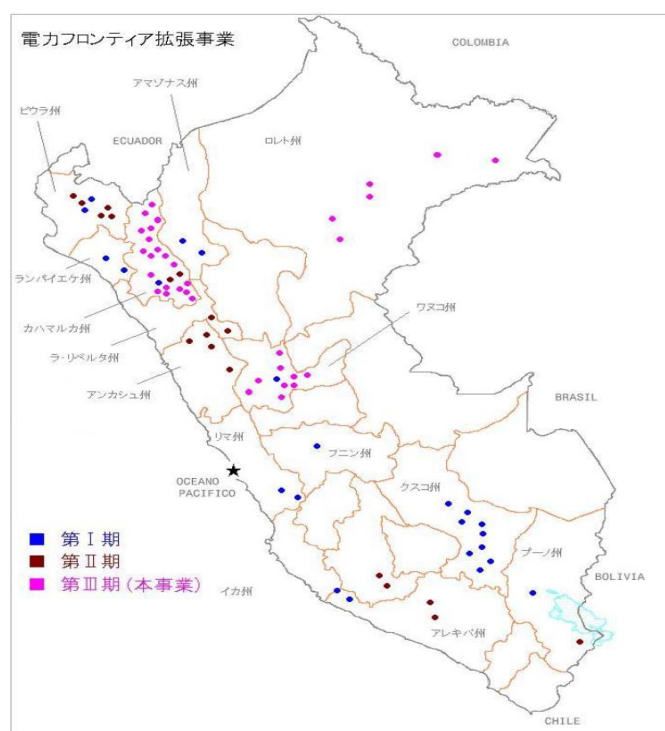 電力フロンティア拡張事業
COLOMBIA
アマゾナス州
ピウラ州
ECUADOR
ロレト州
ランバイエケ州
カハマルカ州
ワヌコ州
ラ・リベルタ州
アンカシュ州
BRASIL
リマ州
フニン州
OCEANO
PACIFICO
クスコ州
第Ⅰ期
第Ⅱ期
第Ⅲ期(本事業)
プーノ州
BOLIVIA
イカ州
アレキパ州
CHILE